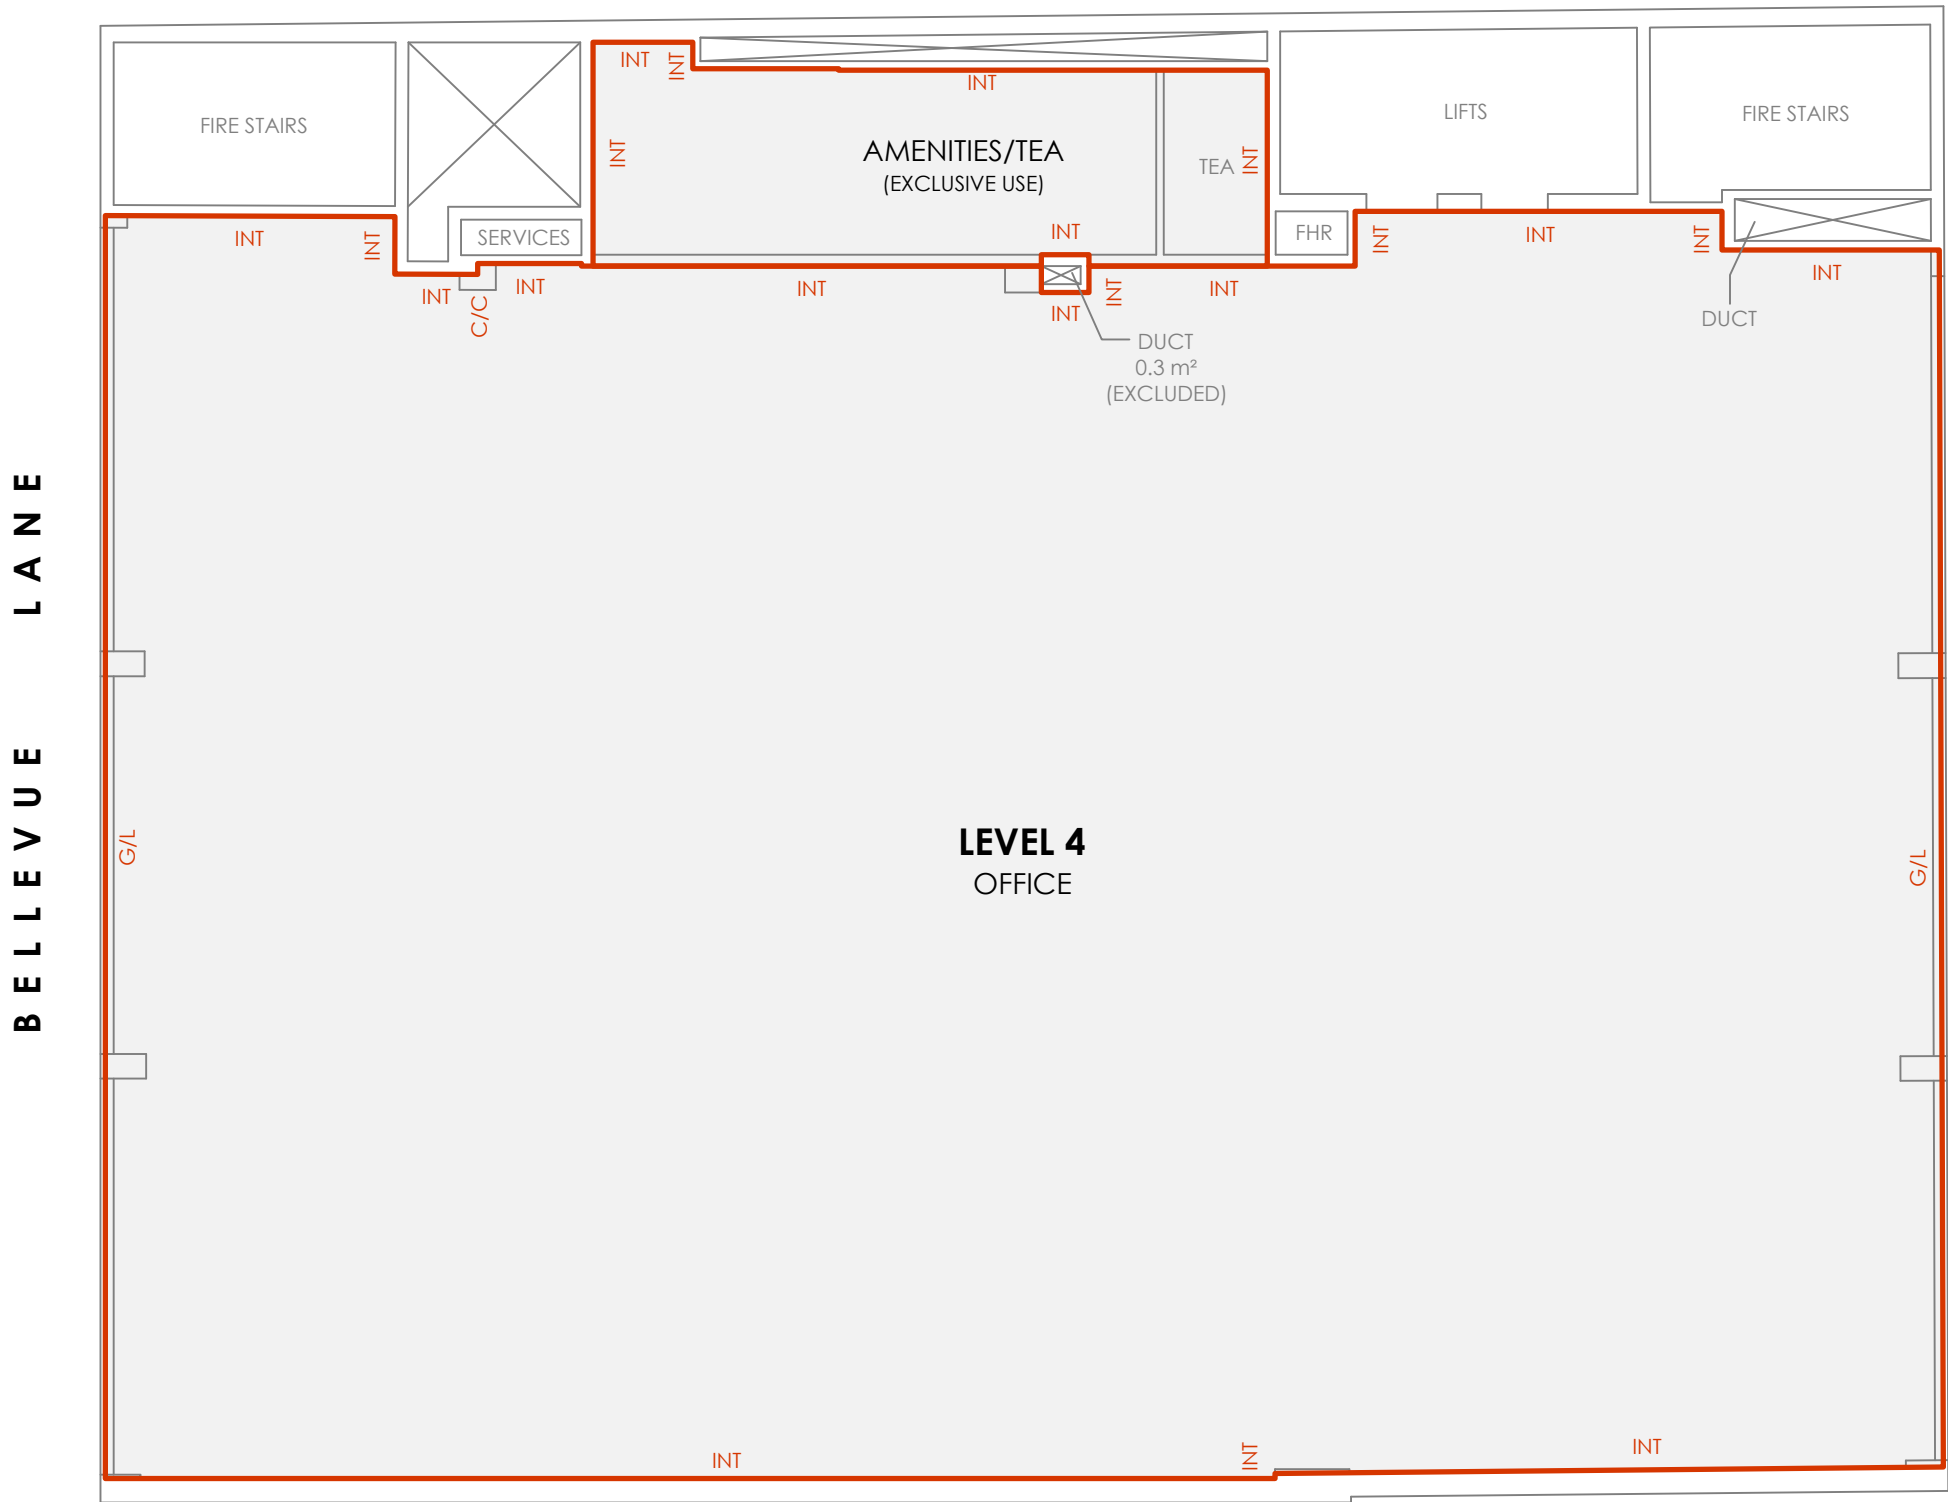 INT
INT
INT
FIRE STAIRS
LIFTS
FIRE STAIRS
INT
AMENITIES/TEA
(EXCLUSIVE USE)
TEA
INT
INT
INT
SERVICES
INT
FHR
INT
INT
INT
INT
INT
INT
C/C
INT
INT
INT
INT
INT
DUCT
DUCT
0.3 m²
(EXCLUDED)
BELLEVUE LANE
G/L
LEVEL 4
OFFICE
G/L
INT
INT
INT